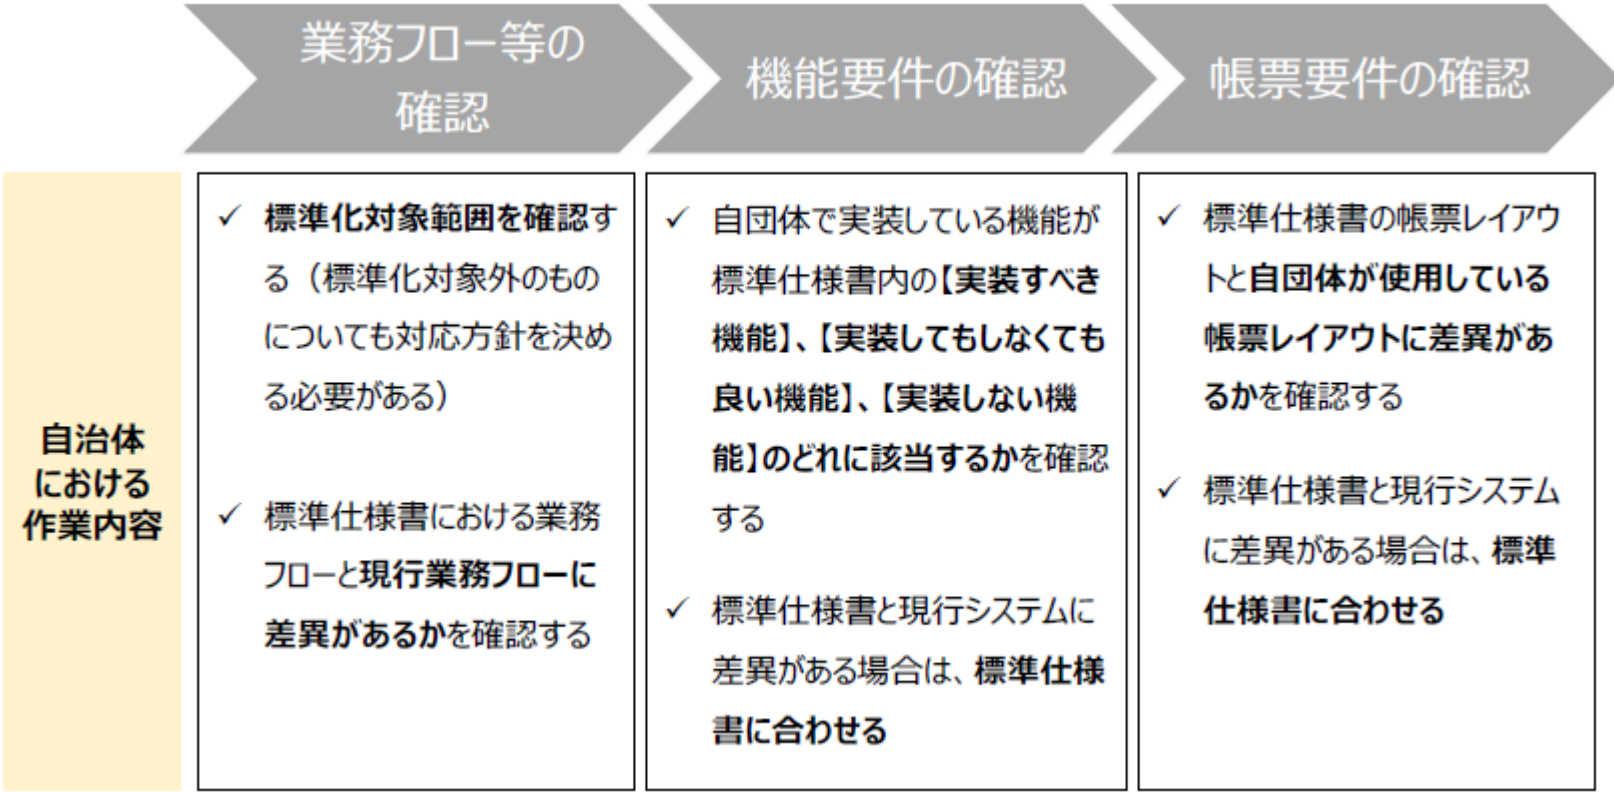 業務フロー等の
確認
機能要件の確認
帳票要件の確認
自治体
における
作業内容
✓ 標準化対象範囲を確認す
る（標準化対象外のもの
についても対応方針を決め
る必要がある）
✓ 標準仕様書における業務
フローと現行業務フローに
差異があるかを確認する
✓ 自団体で実装している機能が
標準仕様書内の【実装すべき
機能】、【実装してもしなくても
良い機能】、【実装しない機
能】のどれに該当するかを確認
する
✓ 標準仕様書と現行システムに
差異がある場合は、標準仕様
書に合わせる
✓ 標準仕様書の帳票レイアウ
トと自団体が使用している
帳票レイアウトに差異があ
るかを確認する
✓ 標準仕様書と現行システム
に差異がある場合は、標準
仕様書に合わせる